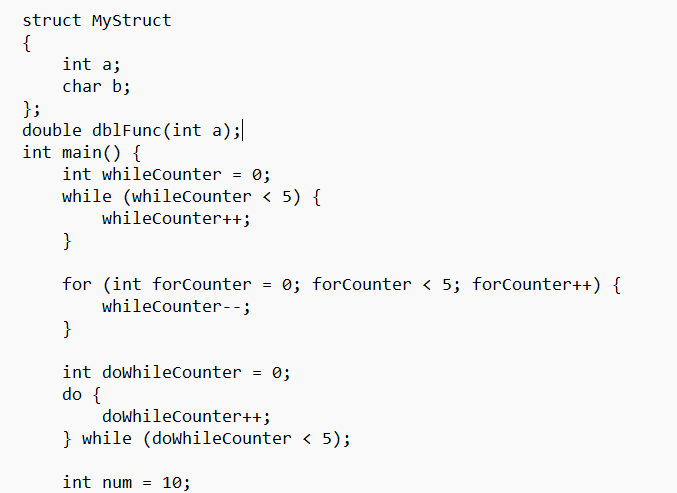 struct MyStruct
{
    int a;
    char b;
};
double dblFunc(int a);
int main() {
    int whileCounter = 0;
    while (whileCounter < 5) {
        whileCounter++;
    }

    for (int forCounter = 0; forCounter < 5; forCounter++) {
        whileCounter--;
    }

    int doWhileCounter = 0;
    do {
        doWhileCounter++;
    } while (doWhileCounter < 5);

    int num = 10;